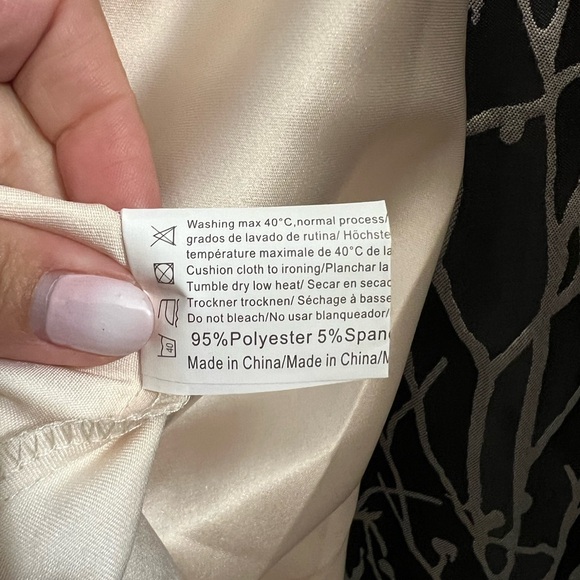 Washing max 40°C,normal process/
grados de lavado de rutina/ Höchste
température maximale de 40°C de la
Cushion cloth to ironing/Planchar la
Tumble dry low heat/ Secar en secad
Trockner trocknen/ Séchage à basse
Do not bleach/No usar blanqueador/
40
95%Polyester 5%Span
Made in China/Made in China/M